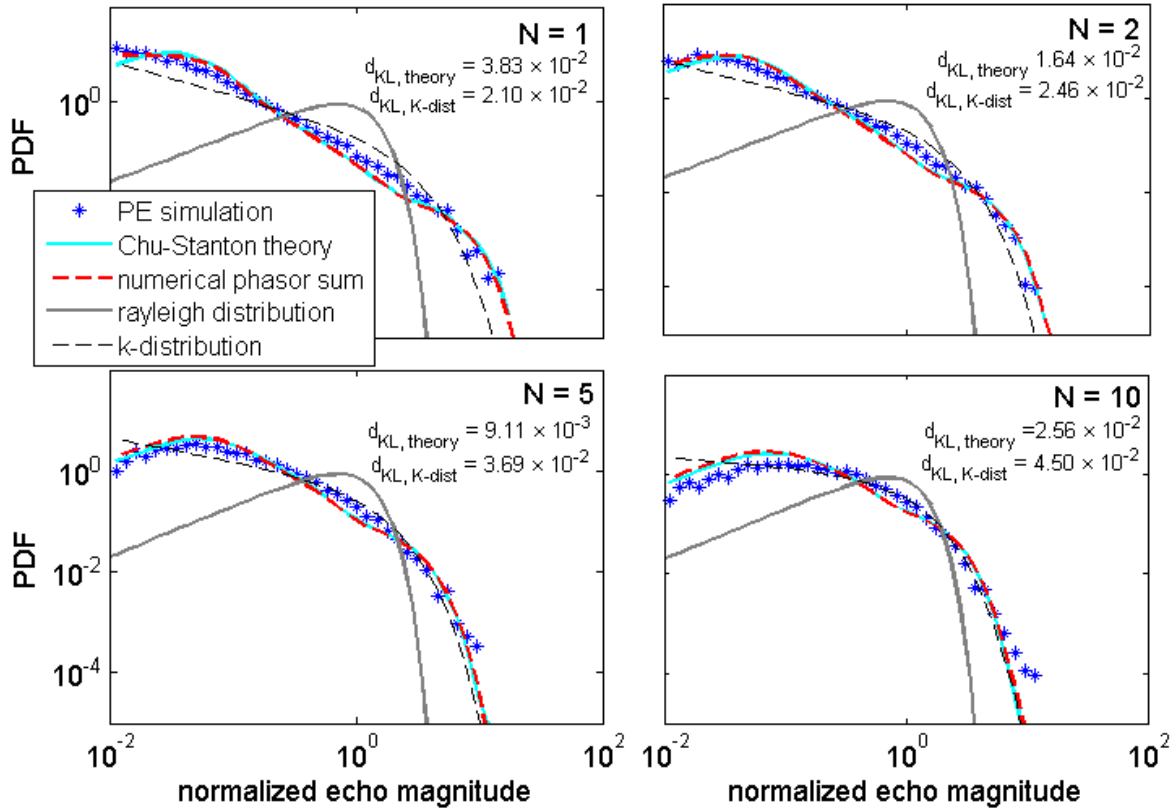 N = 1
d_KL, theory = 3.83 × 10^-2
d_KL, K-dist = 2.10 × 10^-2
10^0
PDF
PE simulation
Chu-Stanton theory
numerical phasor sum
rayleigh distribution
k-distribution
N = 2
d_KL, theory 1.64 × 10^-2
d_KL, K-dist = 2.46 × 10^-2
N = 5
d_KL, theory = 9.11 × 10^-3
d_KL, K-dist = 3.69 × 10^-2
10^0
10^-2
10^-4
PDF
10^-2
10^0
10^2
normalized echo magnitude
N = 10
d_KL, theory =2.56 × 10^-2
d_KL, K-dist = 4.50 × 10^-2
10^-2
10^0
10^2
normalized echo magnitude